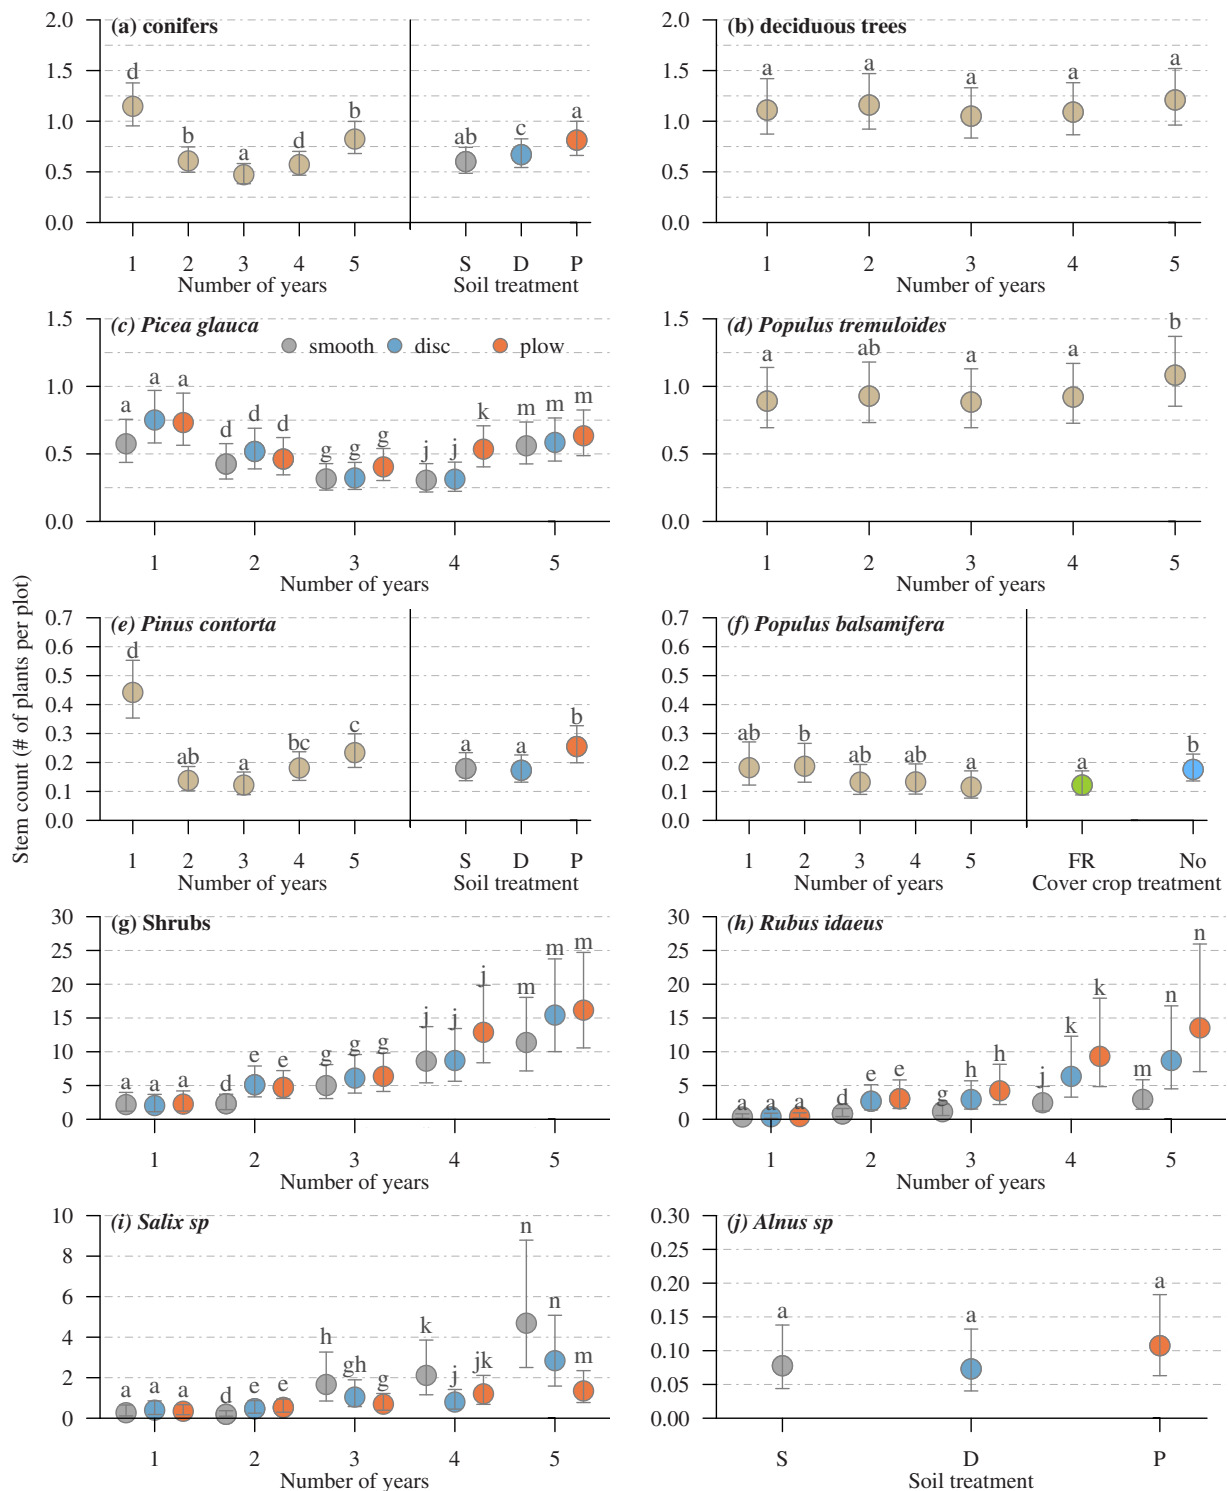 (a) conifers
2.0
1.5
1.0
0.5
0.0
d
b
a
d
b
ab
c
a
1 2 3 4 5 S D P
Number of years Soil treatment
(b) deciduous trees
2.0
1.5
1.0
0.5
0.0
a a a a a
1 2 3 4 5
Number of years
(c) Picea glauca
smooth disc plow
1.5
1.0
0.5
0.0
a a a d d d g g g j j k m m m
1 2 3 4 5
Number of years
(d) Populus tremuloides
1.5
1.0
0.5
0.0
a ab a a b
1 2 3 4 5
Number of years
Stem count (# of plants per plot)
(e) Pinus contorta
0.7
0.6
0.5
0.4
0.3
0.2
0.1
0.0
d ab a bc c a a b
1 2 3 4 5 S D P
Number of years Soil treatment
(f) Populus balsamifera
0.7
0.6
0.5
0.4
0.3
0.2
0.1
0.0
ab b ab ab a a b
1 2 3 4 5 FR No
Number of years Cover crop treatment
(g) Shrubs
30
25
20
15
10
5
0
a a a d e e g g g j j j m m m
1 2 3 4 5
Number of years
(h) Rubus idaeus
30
25
20
15
10
5
0
a a a d e e g h h j k k m n n
1 2 3 4 5
Number of years
(i) Salix sp
10
8
6
4
2
0
a a a d e e h gh g k j jk n n m
1 2 3 4 5
Number of years
(j) Alnus sp
0.30
0.25
0.20
0.15
0.10
0.05
0.00
a a a
S D P
Soil treatment